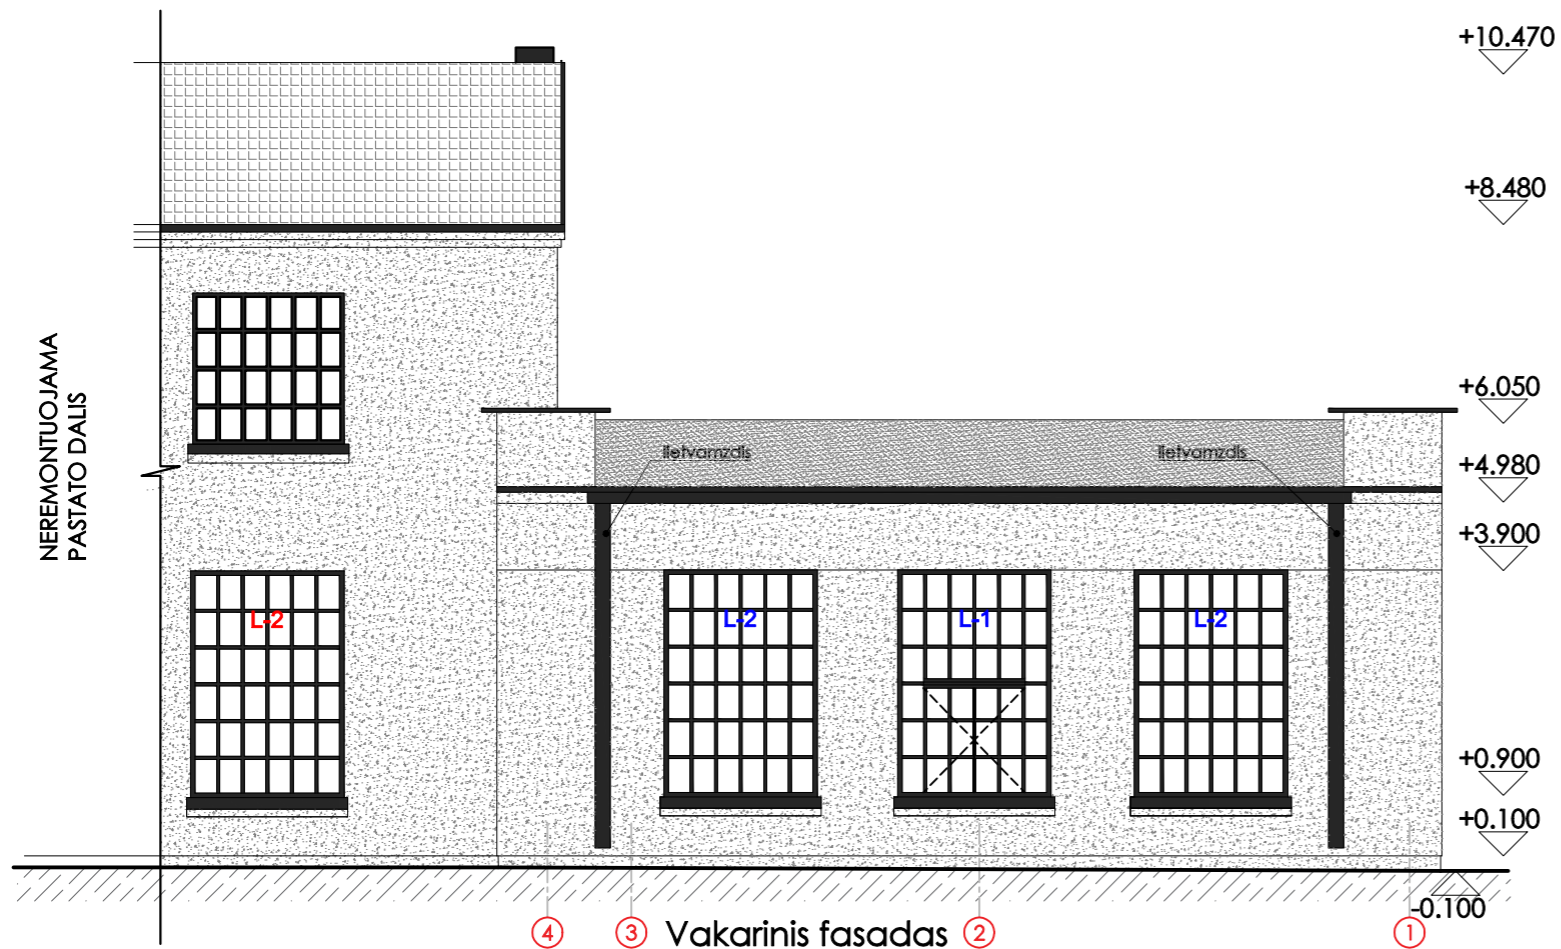 +10.470
+8.480
NEREMONTUOJAMA
PASTATO DALIS
+6.050
lietvamzdis
lietvamzdis
+4.980
+3.900
L-2
L-2
L-1
L-2
+0.900
+0.100
-0.100
4
3
Vakarinis fasadas
2
1